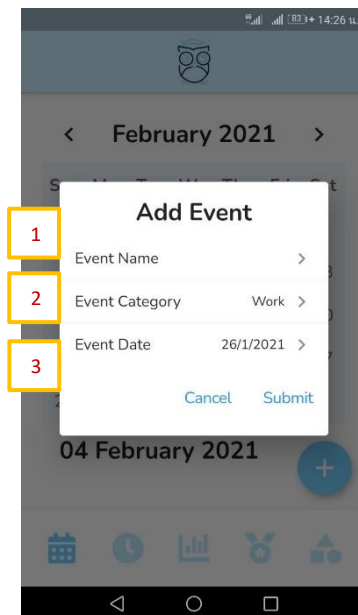 83 14:26 น.
February 2021
Add Event
1
Event Name
2
Event Category Work
3
Event Date 26/1/2021
Cancel Submit
04 February 2021